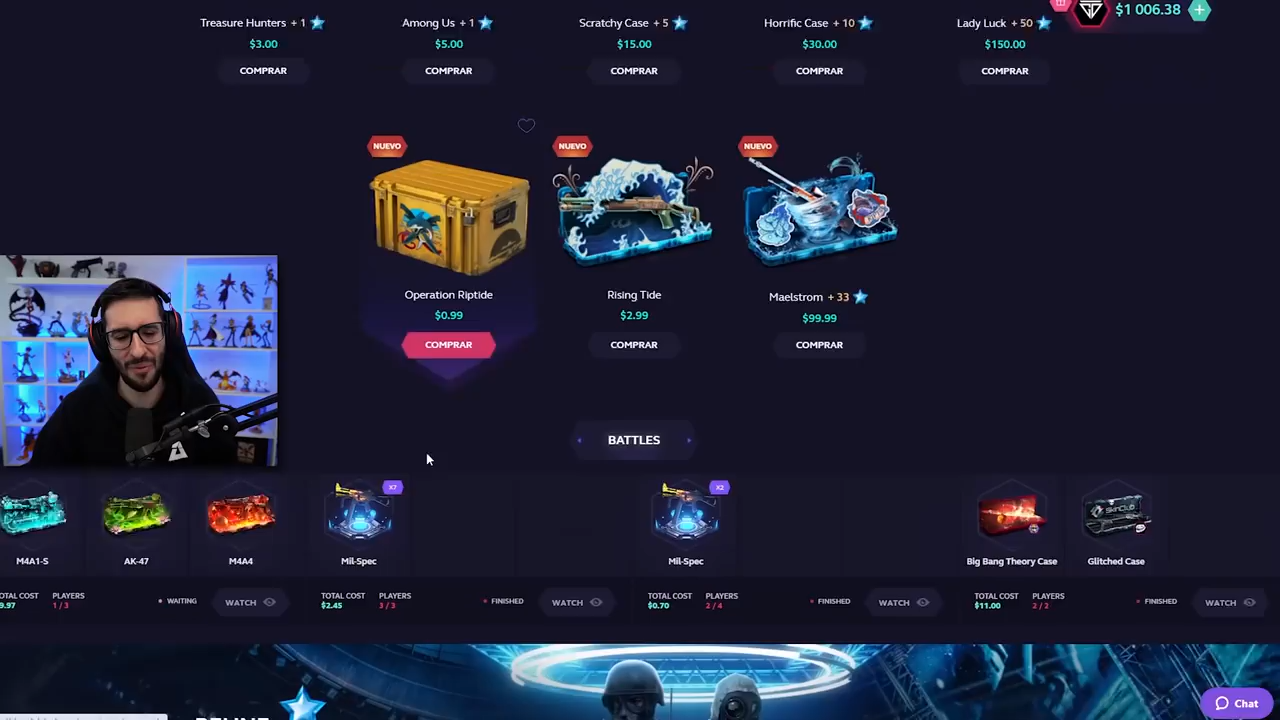 $1 006.38
Treasure Hunters + 1
Among Us + 1
Scratchy Case + 5
Horrific Case + 10
Lady Luck + 50
$3.00
$5.00
$15.00
$30.00
$150.00
COMPRAR
COMPRAR
COMPRAR
COMPRAR
COMPRAR
NUEVO
NUEVO
NUEVO
Operation Riptide
Rising Tide
Maelstrom + 33
$0.99
$2.99
$99.99
COMPRAR
COMPRAR
COMPRAR
BATTLES
X7
X2
SKINCLUB
M4A1-S
AK-47
M4A4
Mil-Spec
Mil-Spec
Big Bang Theory Case
Glitched Case
PLAYERS
1 / 3
WAITING
WATCH
TOTAL COST
$2.45
PLAYERS
3 / 3
FINISHED
WATCH
TOTAL COST
$0.70
PLAYERS
2 / 4
FINISHED
WATCH
TOTAL COST
$11.00
PLAYERS
2 / 2
FINISHED
WATCH
Chat